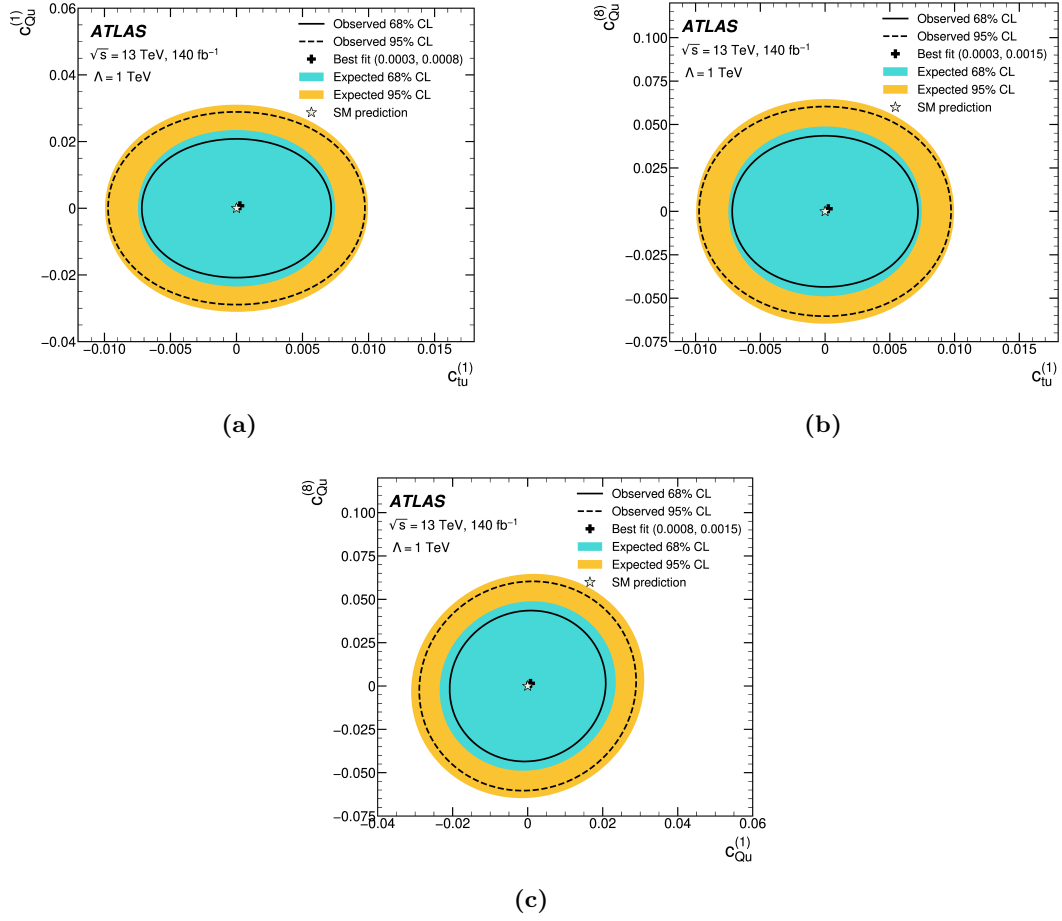 c_Qu^(1)
0.06
0.04
0.02
0
−0.02
−0.04
ATLAS
√s = 13 TeV, 140 fb⁻¹
Λ = 1 TeV
Observed 68% CL
Observed 95% CL
Best fit (0.0003, 0.0008)
Expected 68% CL
Expected 95% CL
SM prediction
−0.010 −0.005 0 0.005 0.010 0.015
c_tu^(1)
(a)
c_Qu^(8)
0.100
0.075
0.050
0.025
0.000
−0.025
−0.050
−0.075
ATLAS
√s = 13 TeV, 140 fb⁻¹
Λ = 1 TeV
Observed 68% CL
Observed 95% CL
Best fit (0.0003, 0.0015)
Expected 68% CL
Expected 95% CL
SM prediction
−0.010 −0.005 0 0.005 0.010 0.015
c_tu^(1)
(b)
c_Qu^(8)
0.100
0.075
0.050
0.025
0
−0.025
−0.050
−0.075
ATLAS
√s = 13 TeV, 140 fb⁻¹
Λ = 1 TeV
Observed 68% CL
Observed 95% CL
Best fit (0.0008, 0.0015)
Expected 68% CL
Expected 95% CL
SM prediction
−0.04 −0.02 0 0.02 0.04 0.06
c_Qu^(1)
(c)